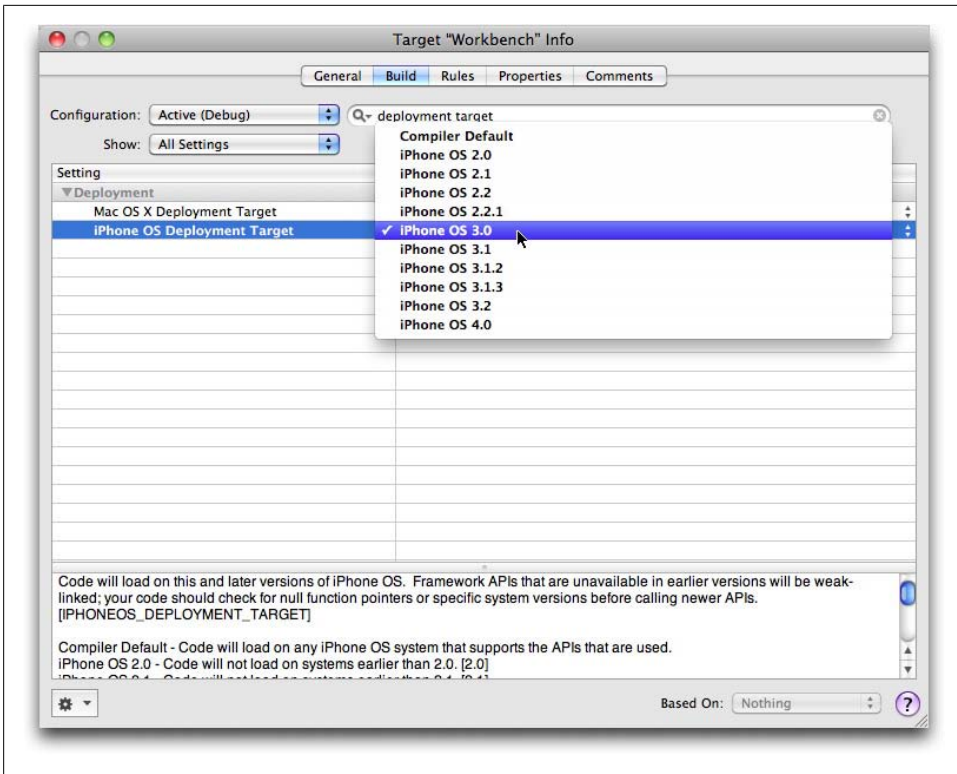 Target “Workbench” Info
General Build Rules Properties Comments
Configuration: Active (Debug) deployment target
Show: All Settings
Compiler Default
iPhone OS 2.0
iPhone OS 2.1
iPhone OS 2.2
iPhone OS 2.2.1
✓ iPhone OS 3.0
iPhone OS 3.1
iPhone OS 3.1.2
iPhone OS 3.1.3
iPhone OS 3.2
iPhone OS 4.0
Setting
▼Deployment
Mac OS X Deployment Target
iPhone OS Deployment Target
Code will load on this and later versions of iPhone OS. Framework APIs that are unavailable in earlier versions will be weak-
linked; your code should check for null function pointers or specific system versions before calling newer APIs.
[IPHONEOS_DEPLOYMENT_TARGET]
Compiler Default - Code will load on any iPhone OS system that supports the APIs that are used.
iPhone OS 2.0 - Code will not load on systems earlier than 2.0. [2.0]
Based On: Nothing ?